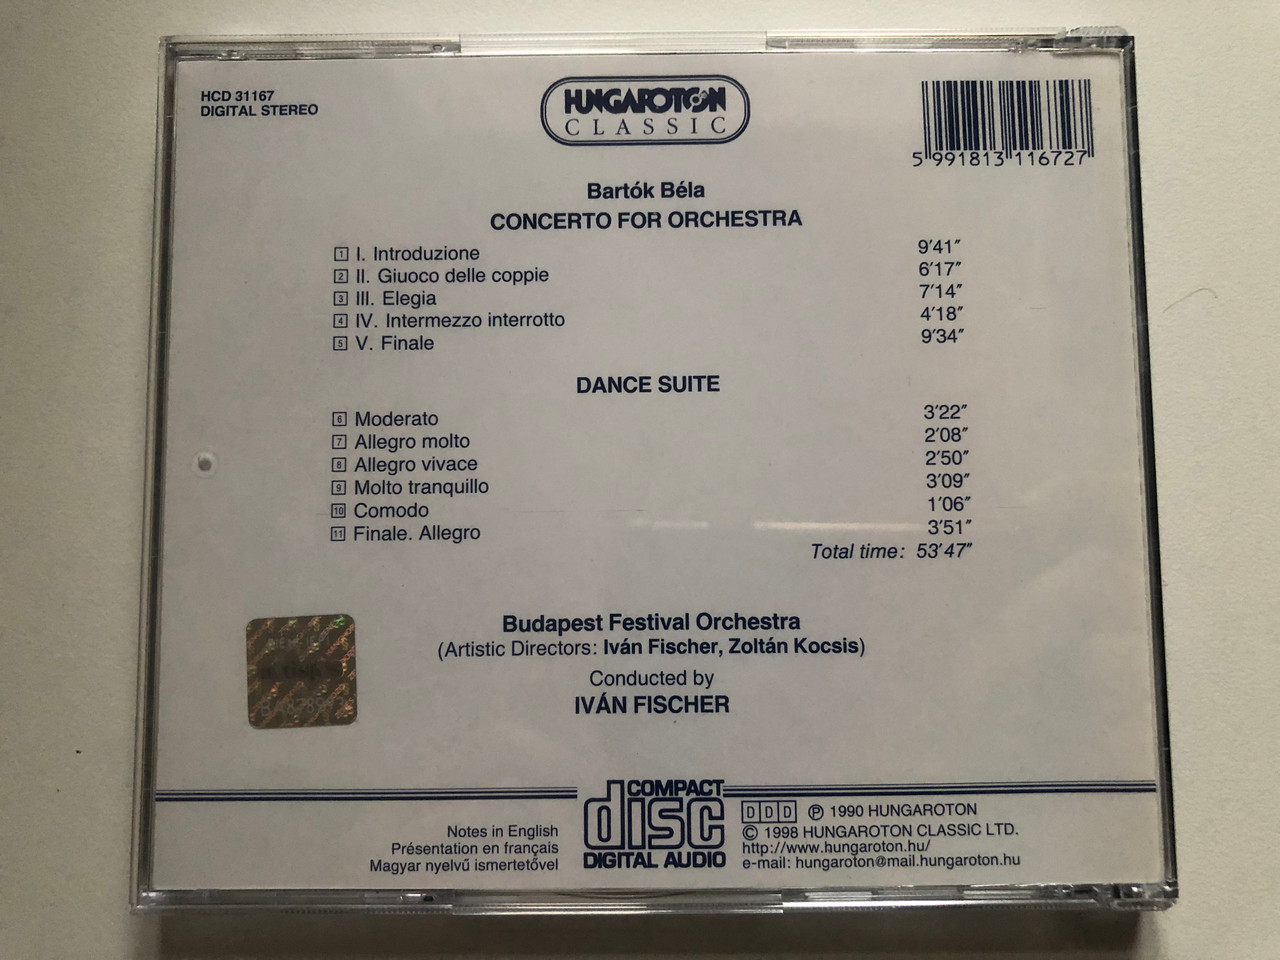 HCD 31167
DIGITAL STEREO
HUNGAROTON
CLASSIC
5 991813 116727
Bartók Béla
CONCERTO FOR ORCHESTRA
1 I. Introduzione 9’41”
2 II. Giuoco delle coppie 6’17”
3 III. Elegia 7’14”
4 IV. Intermezzo interrotto 4’18”
5 V. Finale 9’34”
DANCE SUITE
6 Moderato 3’22”
7 Allegro molto 2’08”
8 Allegro vivace 2’50”
9 Molto tranquillo 3’09”
10 Comodo 1’06”
11 Finale. Allegro 3’51”
Total time: 53’47”
Budapest Festival Orchestra
(Artistic Directors: Iván Fischer, Zoltán Kocsis)
Conducted by
IVÁN FISCHER
Notes in English
Présentation en français
Magyar nyelvű ismertetővel
COMPACT
disc
DIGITAL AUDIO
DDD ℗ 1990 HUNGAROTON
© 1998 HUNGAROTON CLASSIC LTD.
http://www.hungaroton.hu/
e-mail: hungaroton@mail.hungaroton.hu